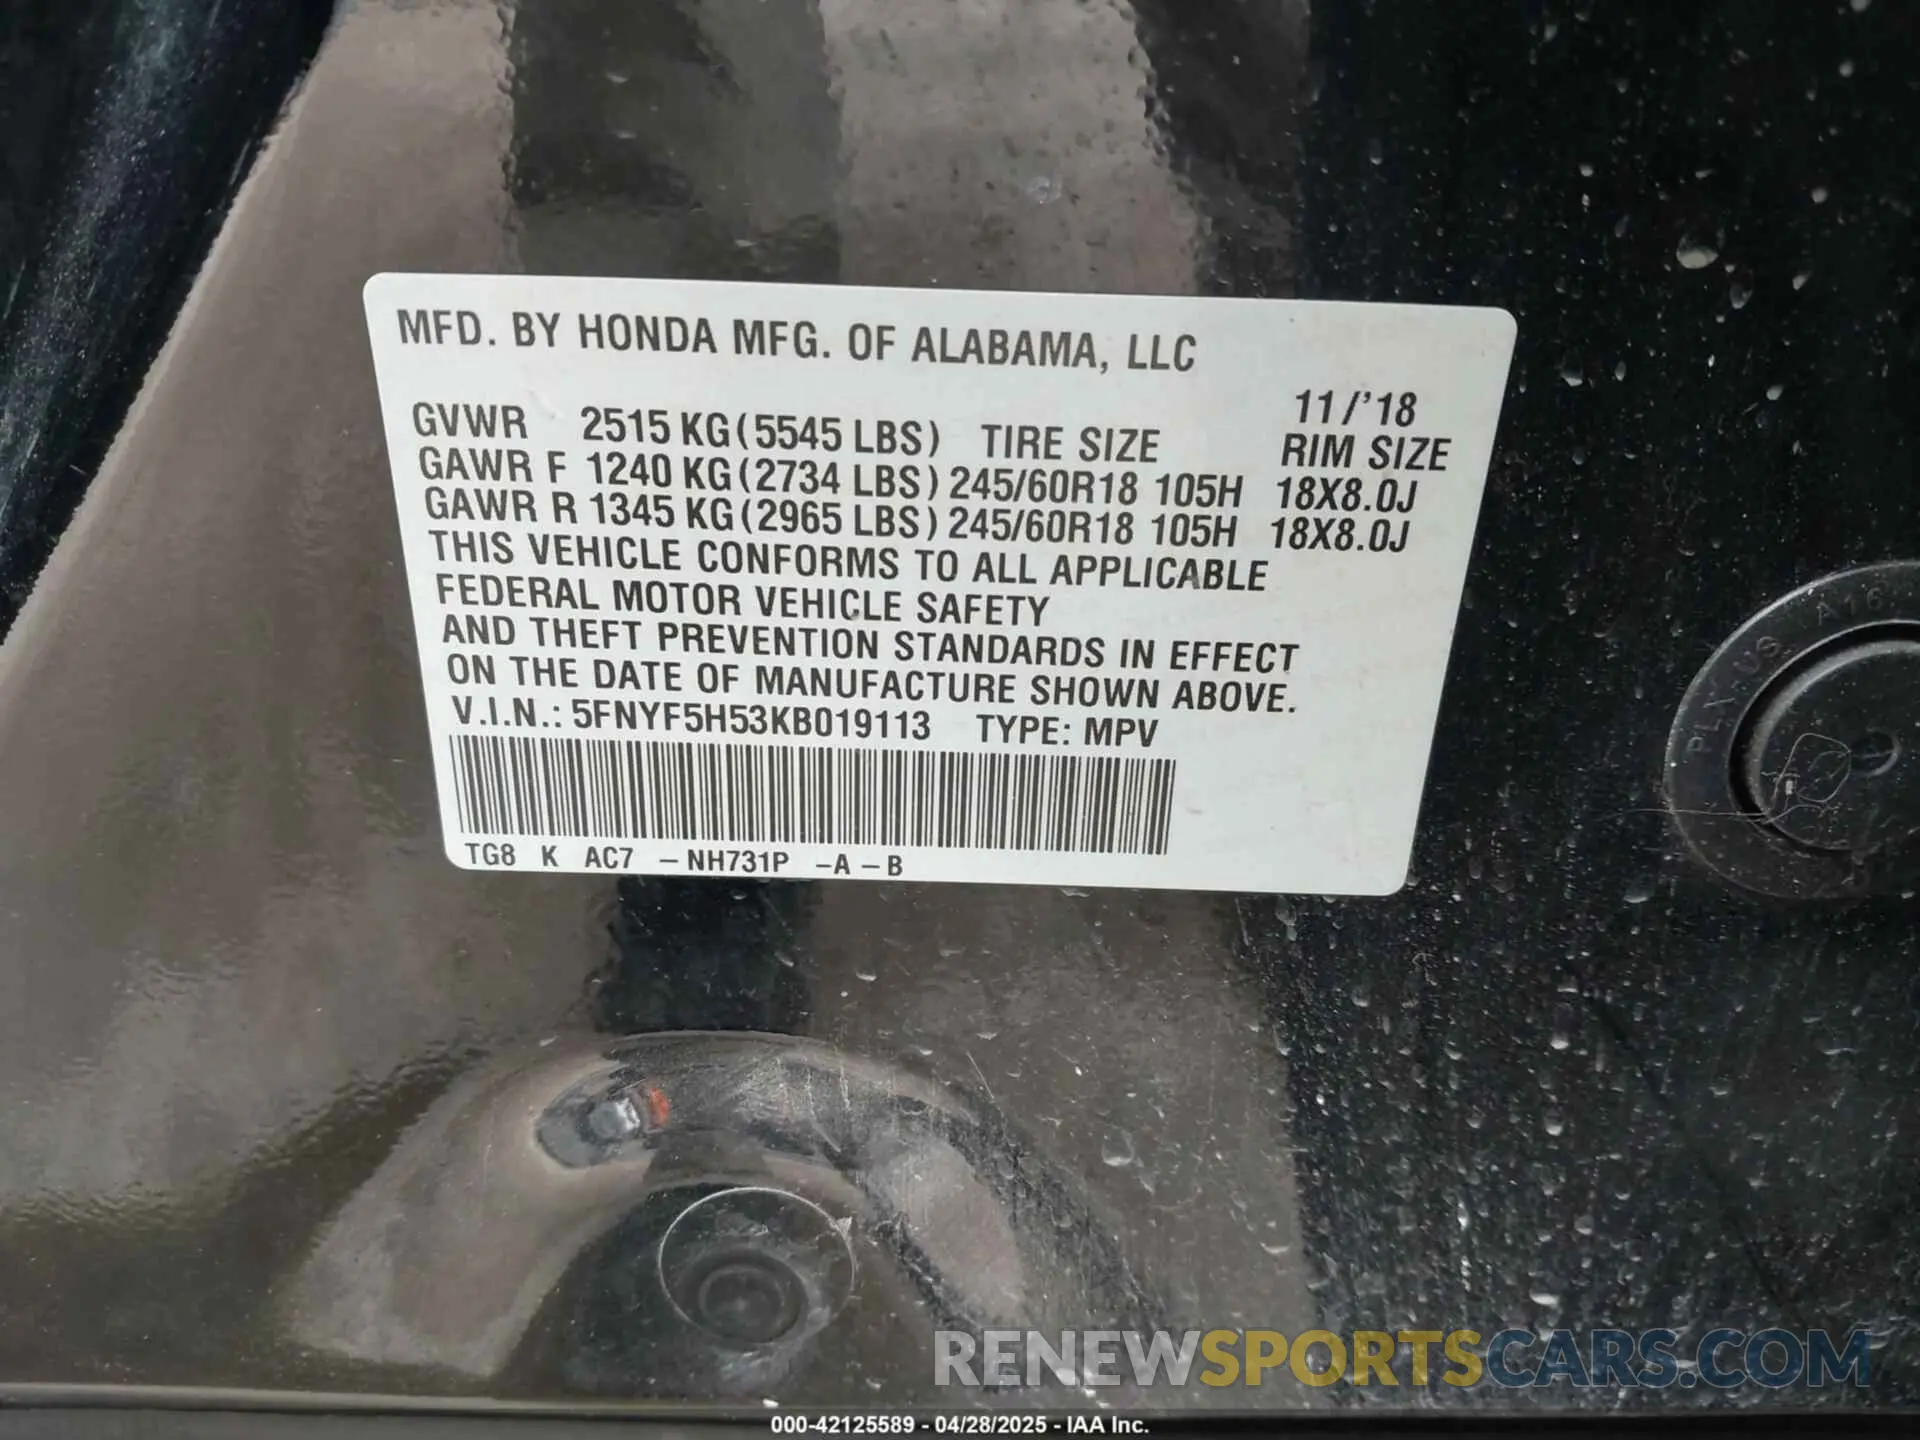 MFD. BY HONDA MFG. OF ALABAMA, LLC
11/'18
GVWR 2515 KG (5545 LBS) TIRE SIZE RIM SIZE
GAWR F 1240 KG (2734 LBS) 245/60R18 105H 18X8.0J
GAWR R 1345 KG (2965 LBS) 245/60R18 105H 18X8.0J
THIS VEHICLE CONFORMS TO ALL APPLICABLE
FEDERAL MOTOR VEHICLE SAFETY
AND THEFT PREVENTION STANDARDS IN EFFECT
ON THE DATE OF MANUFACTURE SHOWN ABOVE.
V.I.N.: 5FNYF5H53KB019113 TYPE: MPV
TG8 K AC7 –NH731P –A –B
RENEWSPORTSCARS.COM
000-42125589 - 04/28/2025 - IAA Inc.